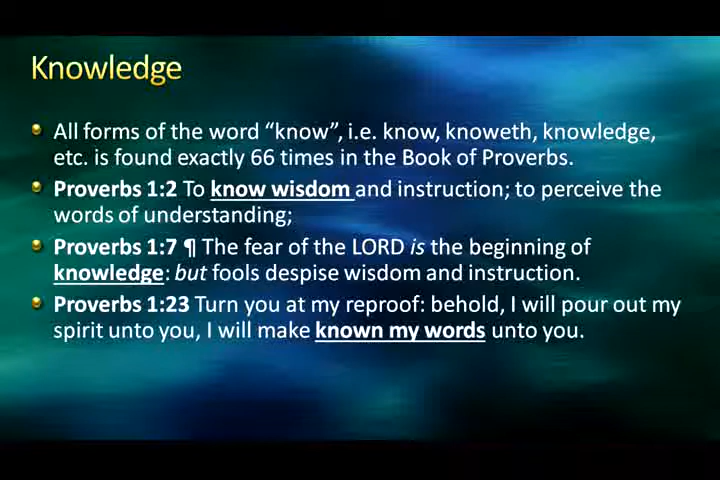 Knowledge
All forms of the word “know”, i.e. know, knoweth, knowledge,
etc. is found exactly 66 times in the Book of Proverbs.
Proverbs 1:2 To know wisdom and instruction; to perceive the
words of understanding;
Proverbs 1:7 ¶ The fear of the LORD is the beginning of
knowledge: but fools despise wisdom and instruction.
Proverbs 1:23 Turn you at my reproof: behold, I will pour out my
spirit unto you, I will make known my words unto you.